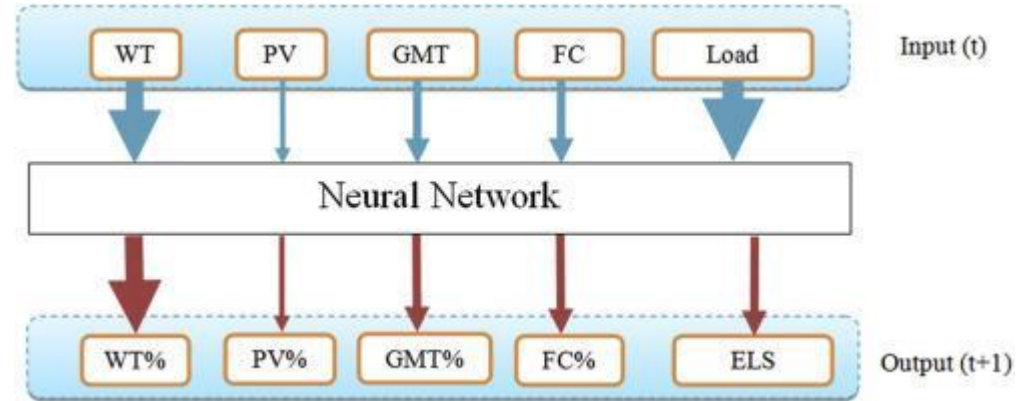 WT PV GMT FC Load Input (t)
Neural Network
WT% PV% GMT% FC% ELS Output (t+1)